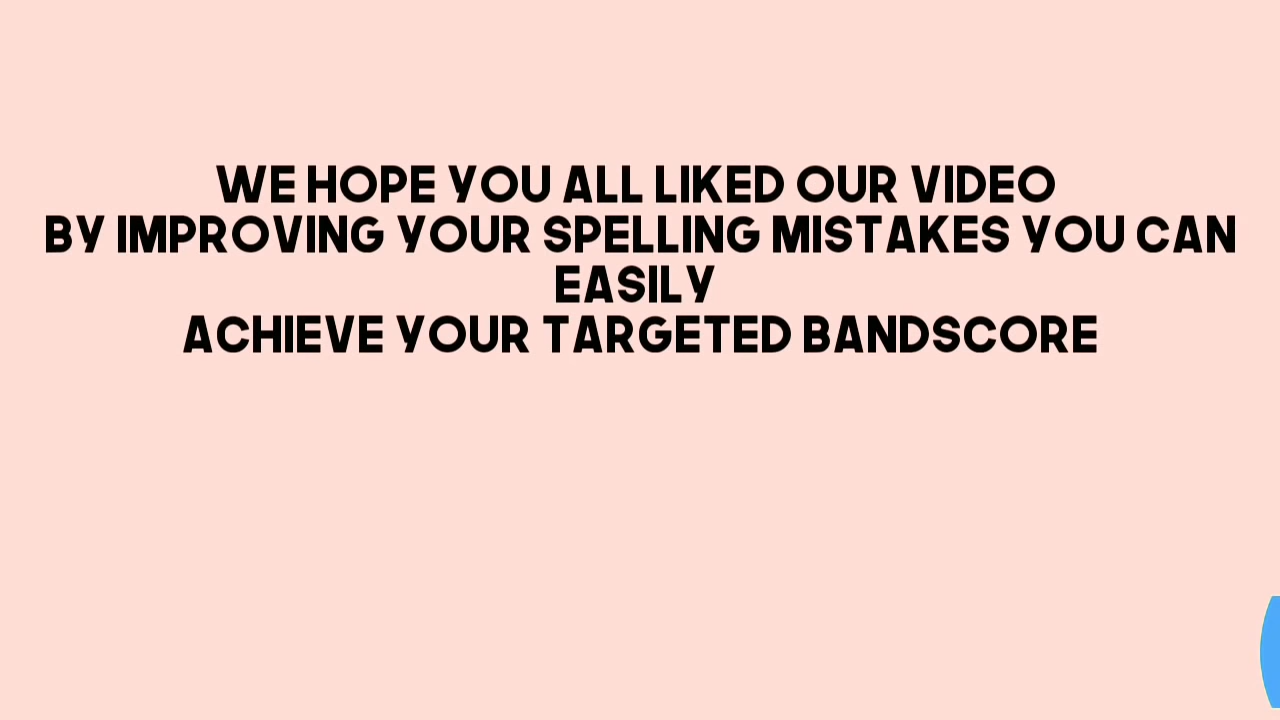 WE HOPE YOU ALL LIKED OUR VIDEO
BY IMPROVING YOUR SPELLING MISTAKES YOU CAN
EASILY
ACHIEVE YOUR TARGETED BANDSCORE